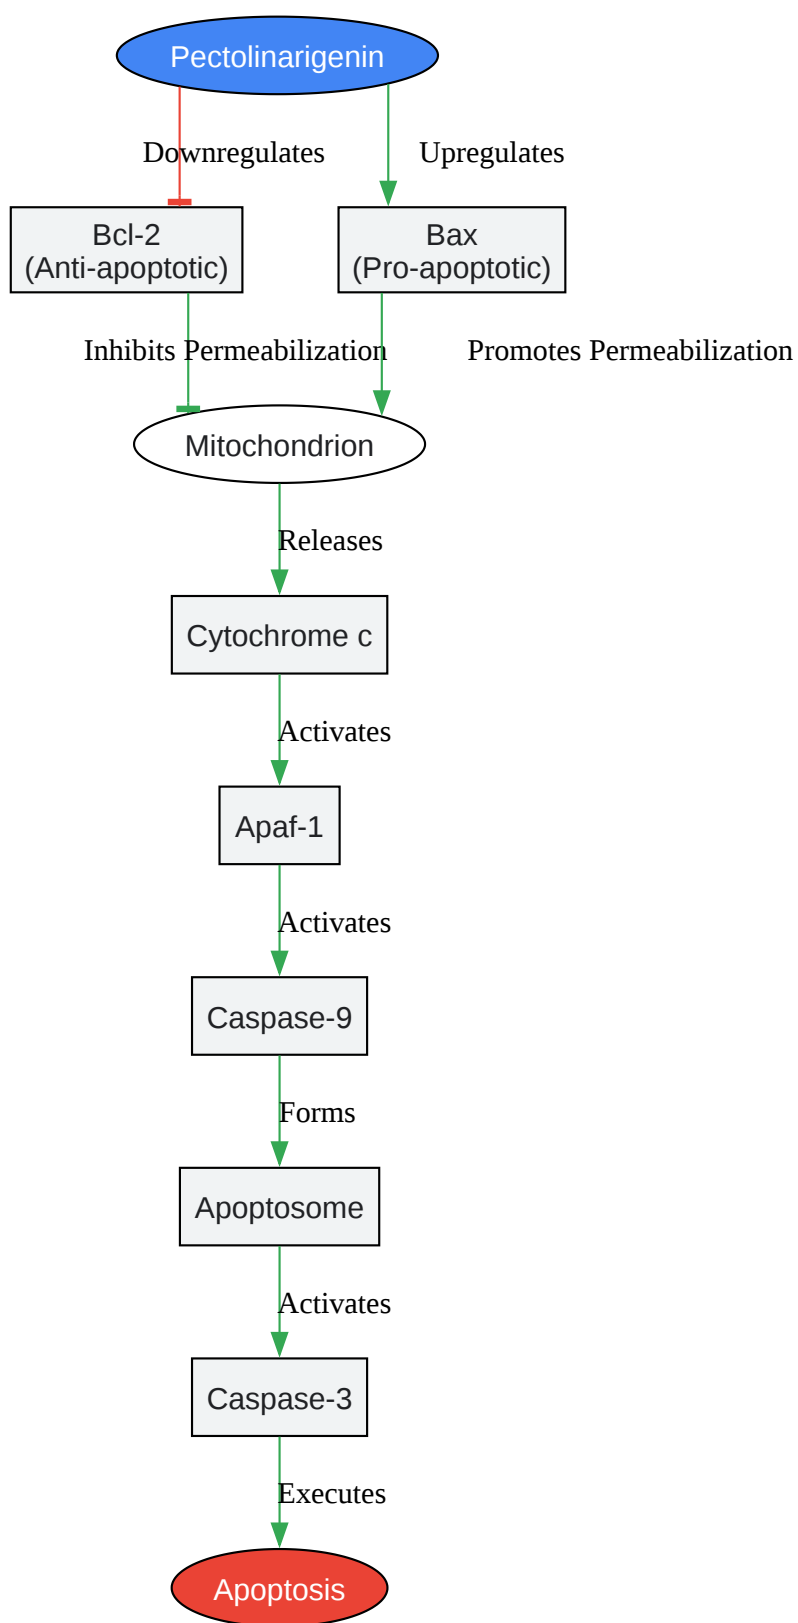 Pectolinarigenin
Downregulates
Upregulates
Bcl-2
(Anti-apoptotic)
Bax
(Pro-apoptotic)
Inhibits Permeabilization
Promotes Permeabilization
Mitochondrion
Releases
Cytochrome c
Activates
Apaf-1
Activates
Caspase-9
Forms
Apoptosome
Activates
Caspase-3
Executes
Apoptosis